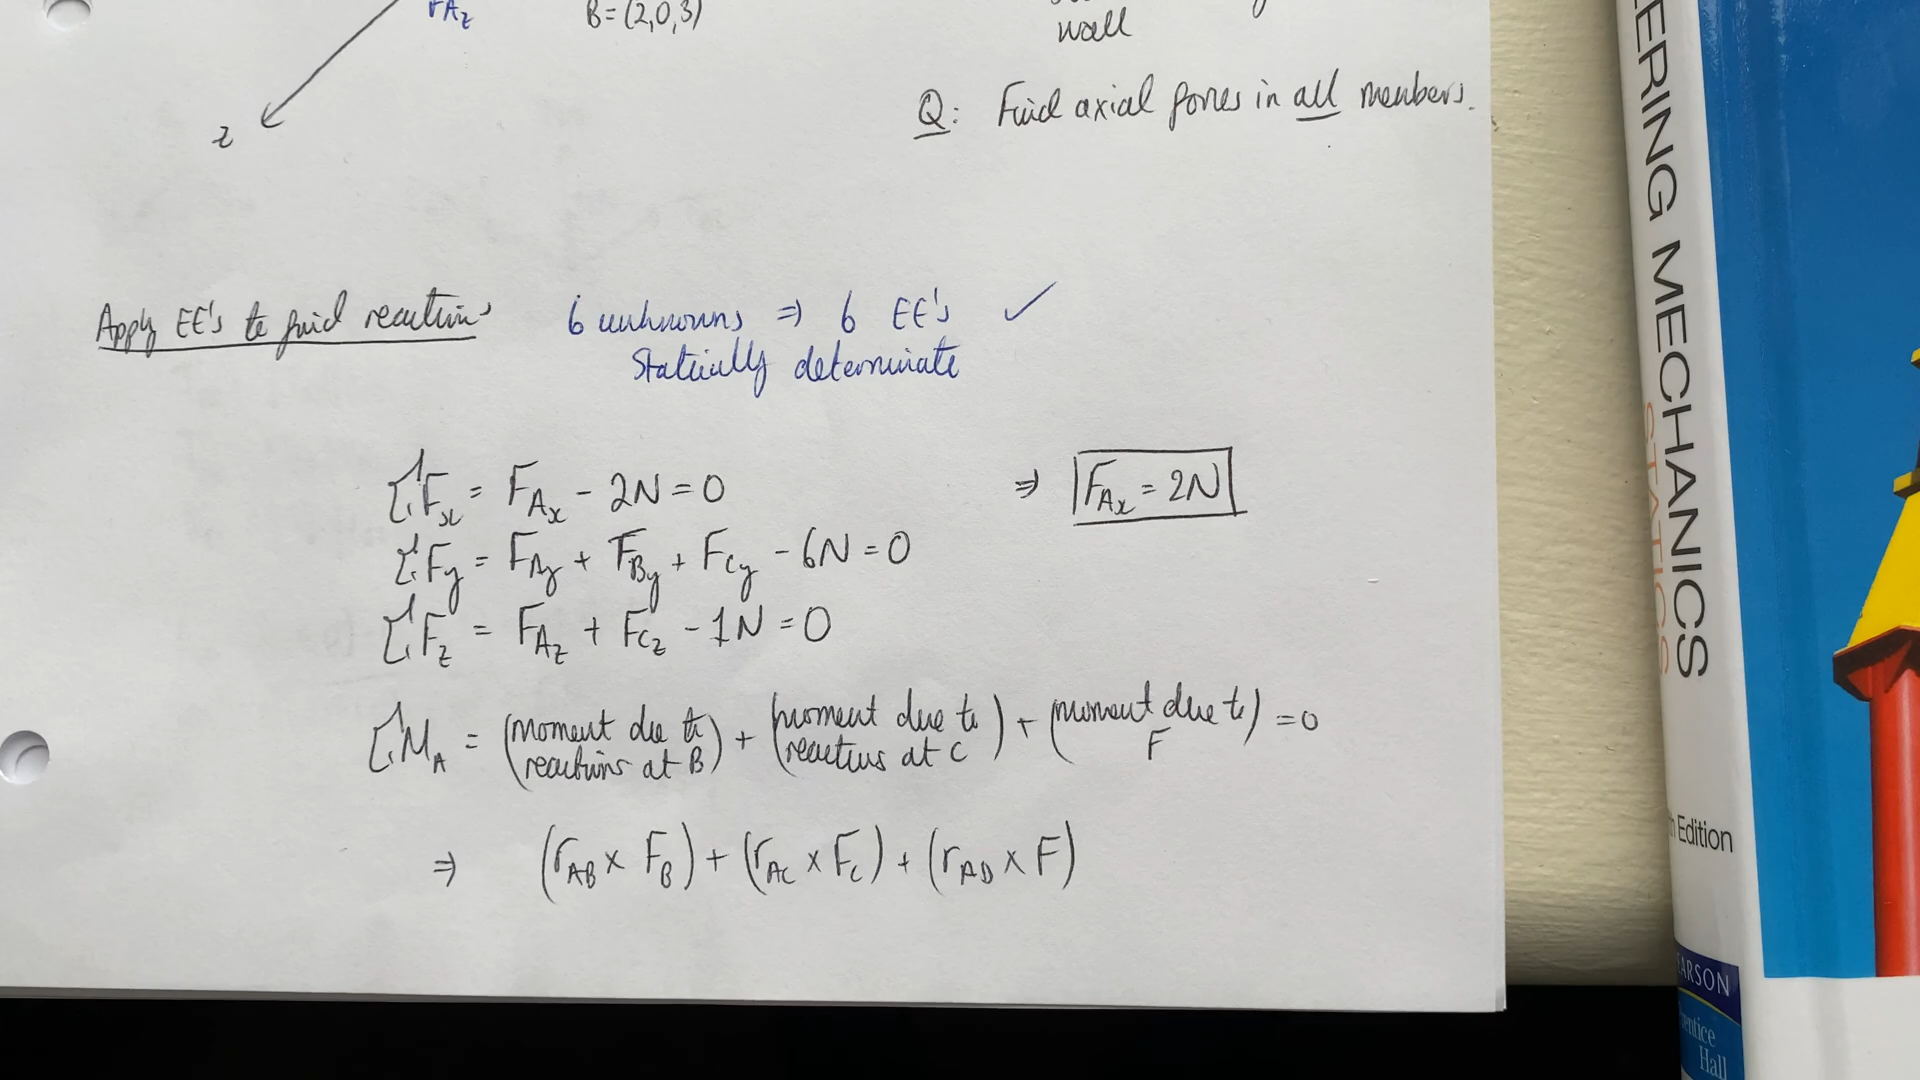 FAz
B=(2,0,3)
wall
z
Q: Find axial forces in all members.
Apply EE's to find reactions
6 unknowns ⇒ 6 EE's ✓
Statically determinate
ΣFx = FAx - 2N = 0 ⇒ FAx = 2N
ΣFy = FAy + FBy + FCy - 6N = 0
ΣFz = FAz + FCz - 1N = 0
ΣMA = (moment due to reactions at B) + (moment due to reactions at C) + (moment due to F) = 0
⇒ (rAB × FB) + (rAC × FC) + (rAD × F)
EERING MECHANICS
STATICS
Edition
EARSON
entice
Hall